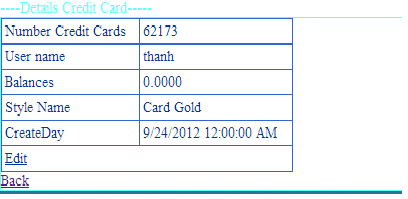 ----Details Credit Card-----
Number Credit Cards 62173
User name thanh
Balances 0.0000
Style Name Card Gold
CreateDay 9/24/2012 12:00:00 AM
Edit
Back